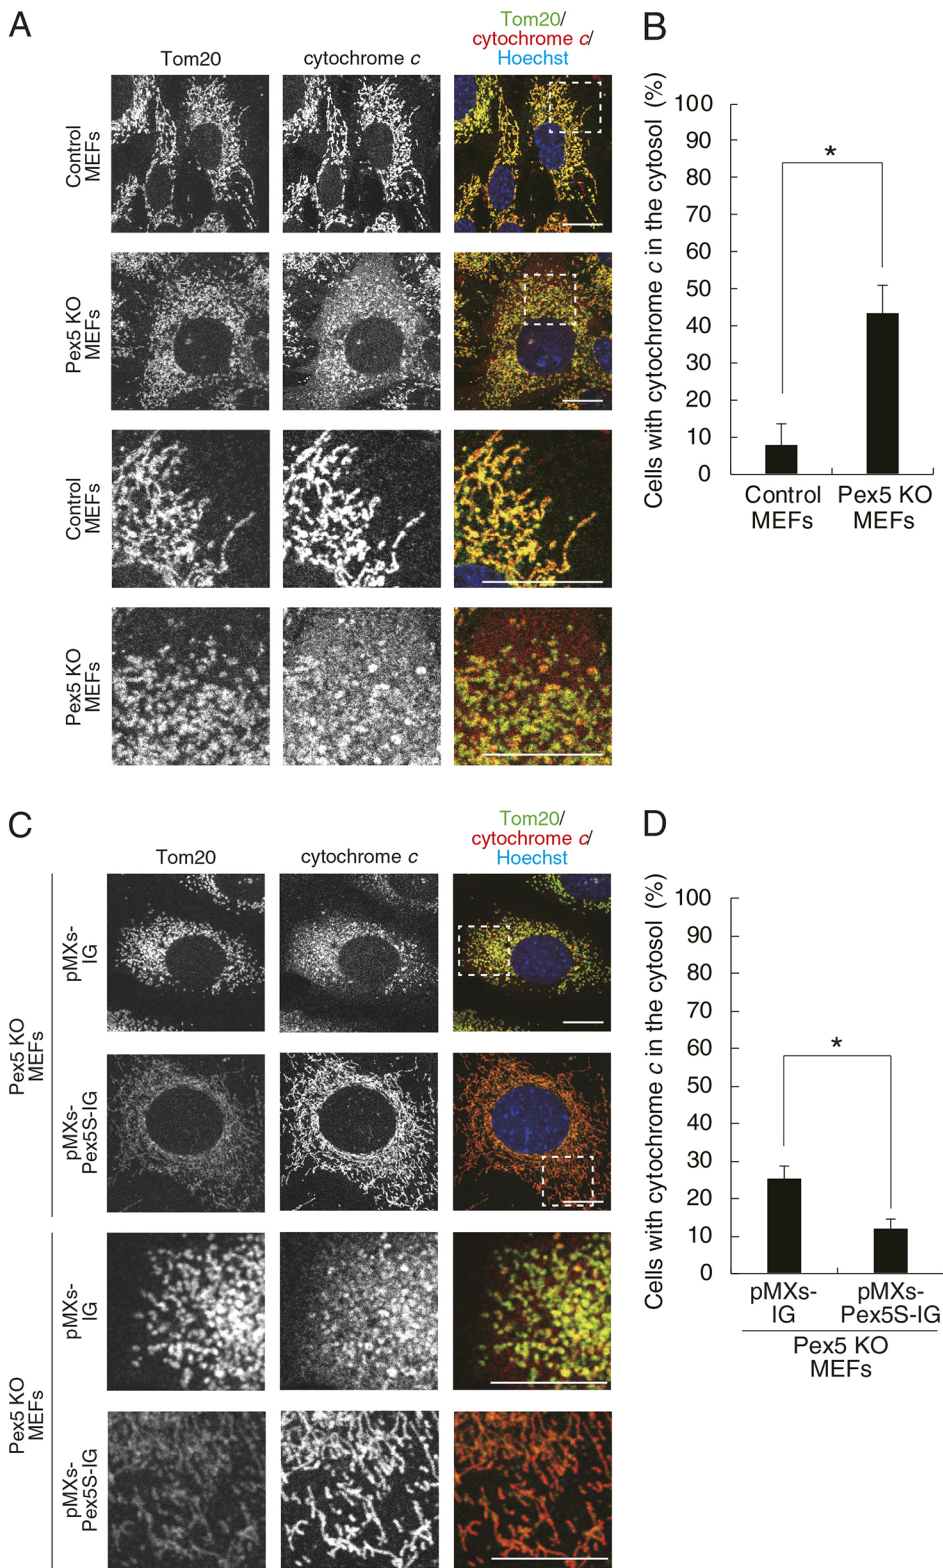 A
Tom20
cytochrome c
Tom20/
cytochrome c/
Hoechst
Control
MEFs
Pex5 KO
MEFs
Control
MEFs
Pex5 KO
MEFs
B
Cells with cytochrome c in the cytosol (%)
100
90
80
70
60
50
40
30
20
10
0
*
Control
MEFs
Pex5 KO
MEFs
C
Tom20
cytochrome c
Tom20/
cytochrome c/
Hoechst
Pex5 KO
MEFs
pMXs-
IG
pMXs-
Pex5S-IG
Pex5 KO
MEFs
pMXs-
IG
pMXs-
Pex5S-IG
D
Cells with cytochrome c in the cytosol (%)
100
90
80
70
60
50
40
30
20
10
0
*
pMXs-
IG
pMXs-
Pex5S-IG
Pex5 KO
MEFs